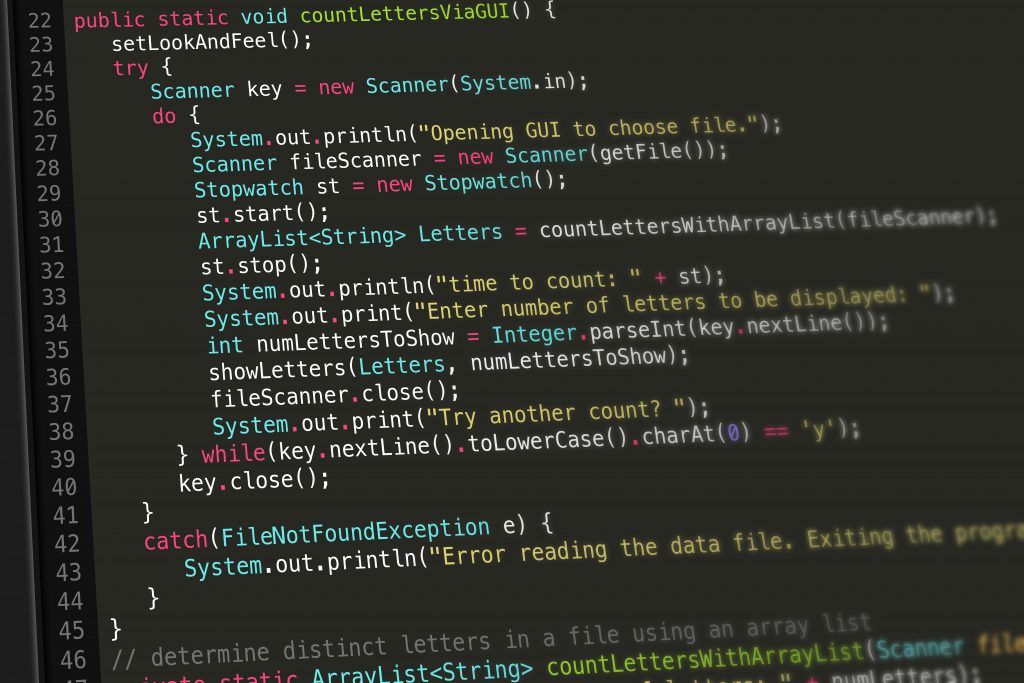 22 public static void countLettersViaGUI() {
23 setLookAndFeel();
24 try {
25 Scanner key = new Scanner(System.in);
26 do {
27 System.out.println("Opening GUI to choose file.");
28 Scanner fileScanner = new Scanner(getFile());
29 Stopwatch st = new Stopwatch();
30 st.start();
31 ArrayList<String> Letters = countLettersWithArrayList(fileScanner);
32 st.stop();
33 System.out.println("time to count: " + st);
34 System.out.print("Enter number of letters to be displayed: ");
35 int numLettersToShow = Integer.parseInt(key.nextLine());
36 showLetters(Letters, numLettersToShow);
37 fileScanner.close();
38 System.out.print("Try another count? ");
39 } while(key.nextLine().toLowerCase().charAt(0) == 'y');
40 key.close();
41 }
42 catch(FileNotFoundException e) {
43 System.out.println("Error reading the data file. Exiting the progra
44 }
45 }
46 // determine distinct letters in a file using an array list
static ArrayList<String> countLettersWithArrayList(Scanner file
" + numLetters);